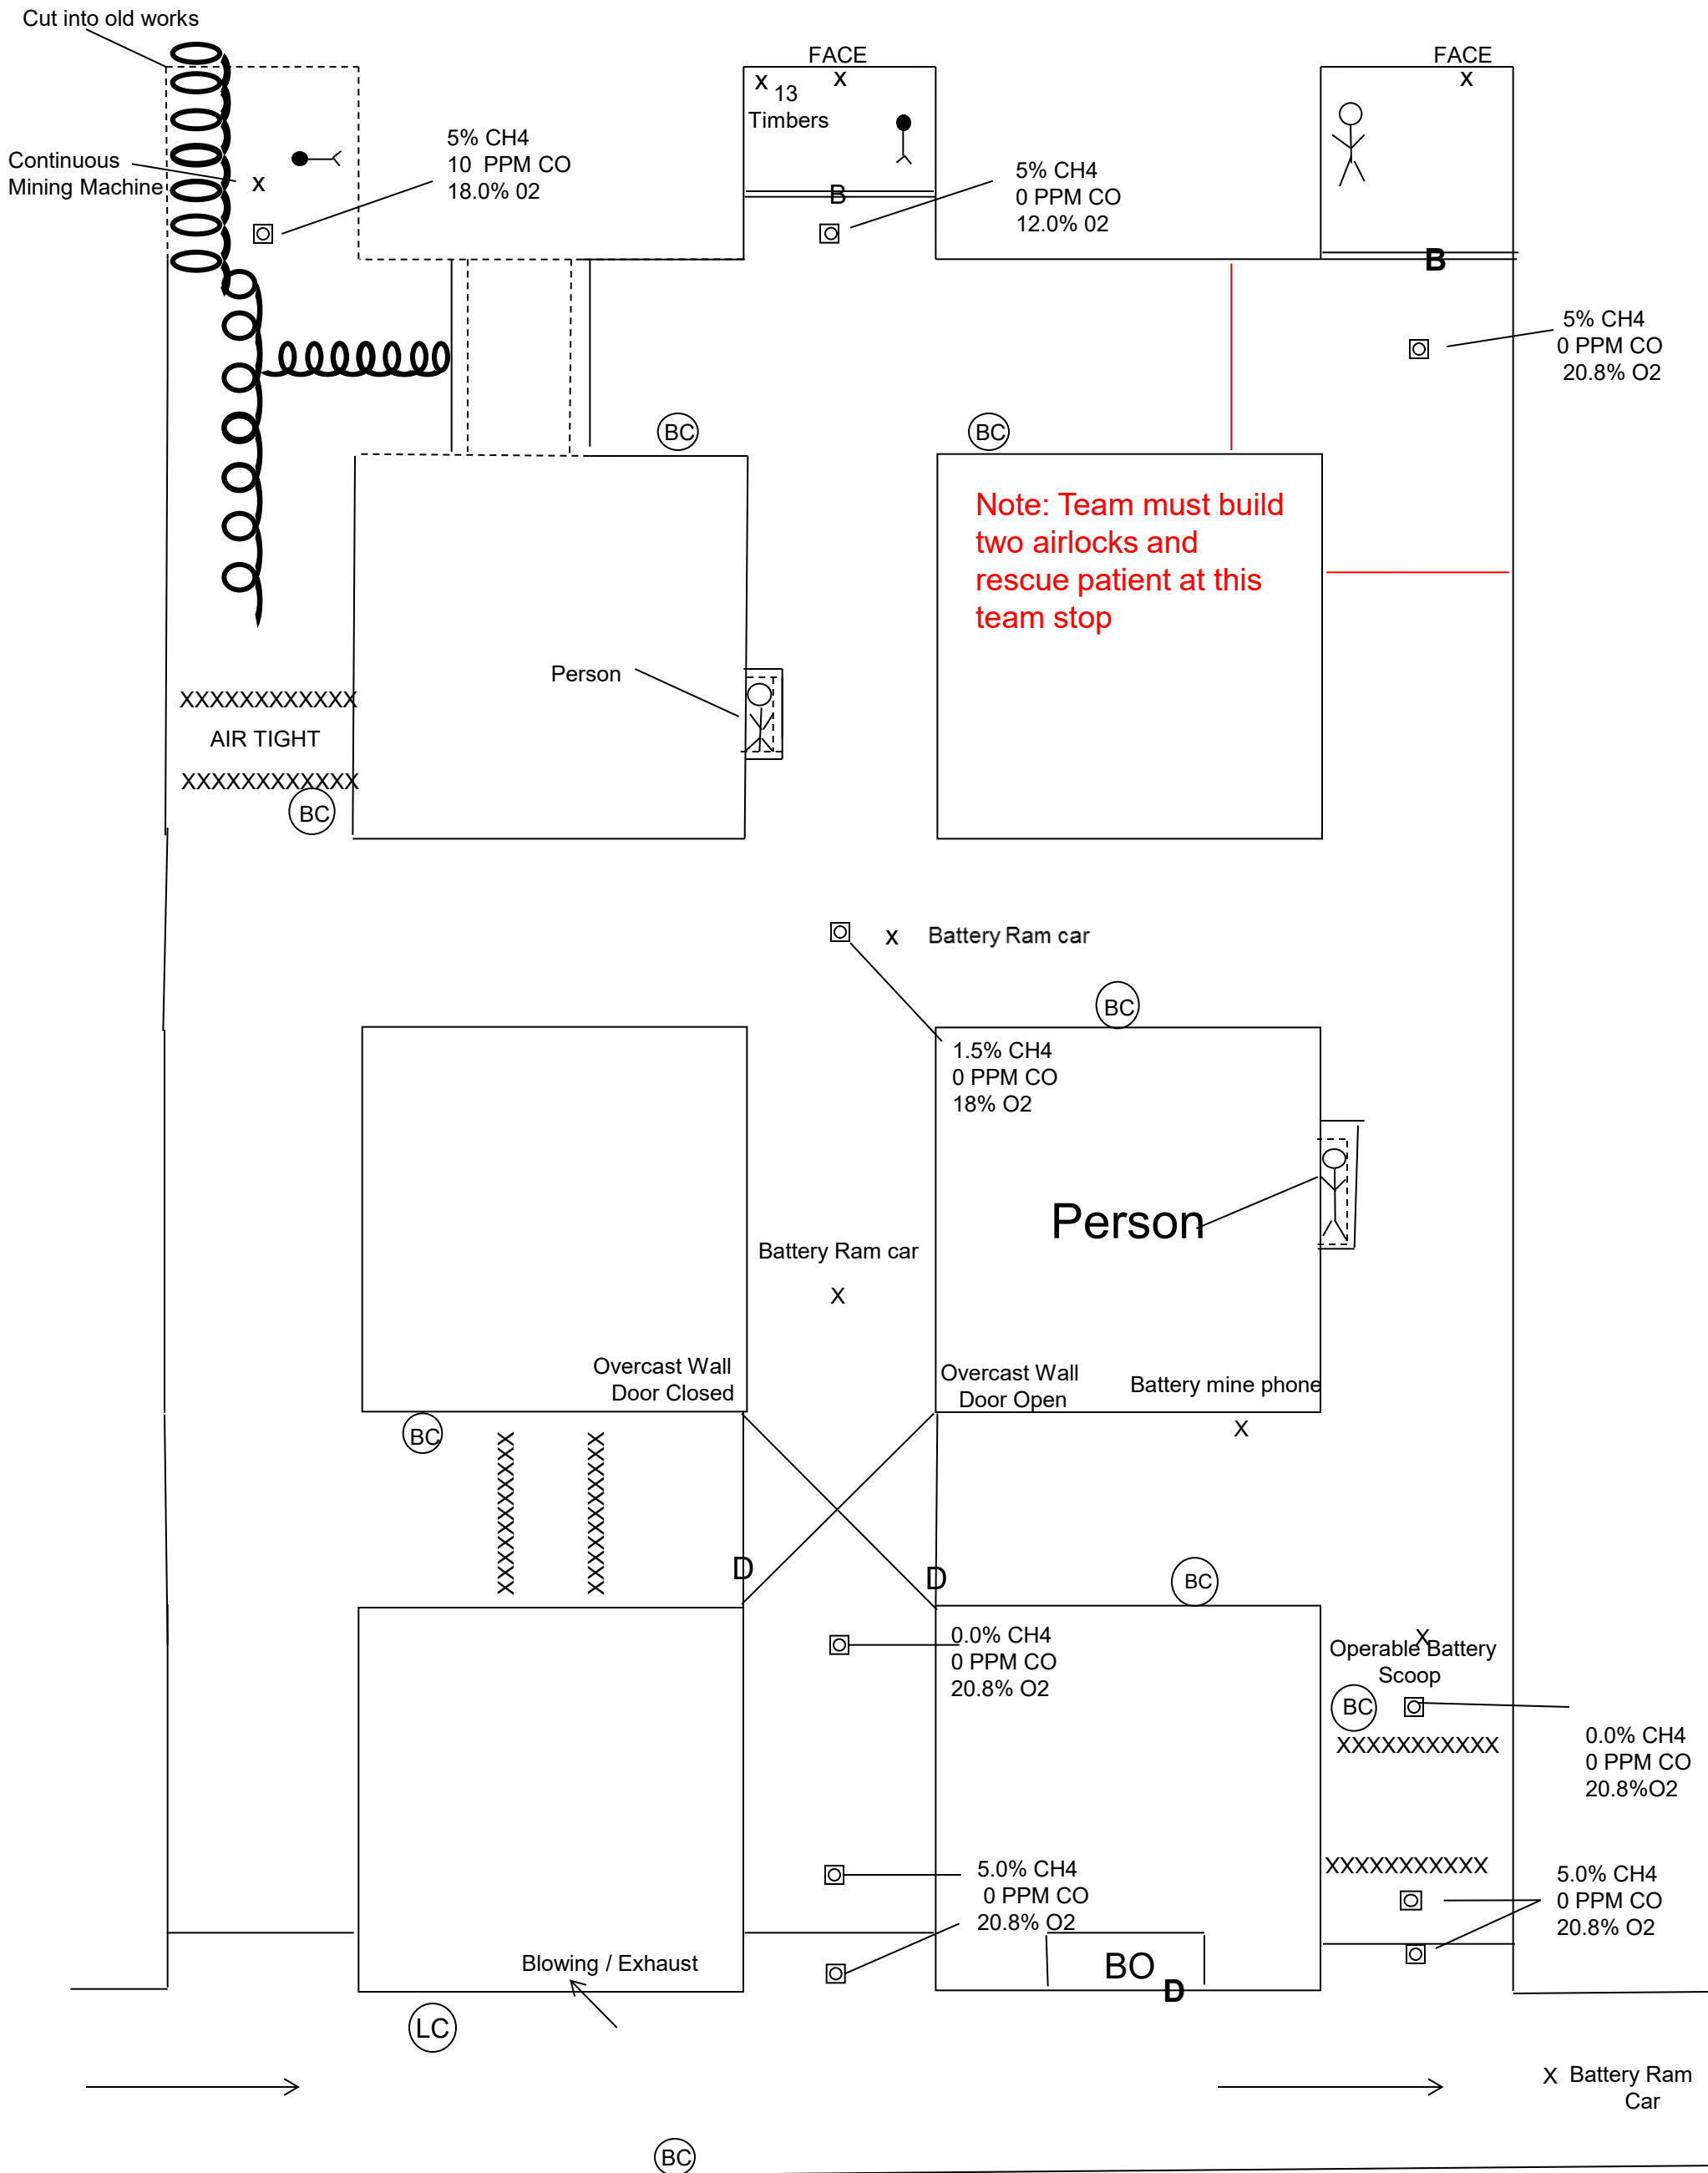 Cut into old works
FACE
FACE
x
x
x
13
Timbers
5% CH4
10 PPM CO
18.0% 02
Continuous
Mining Machine
x
5% CH4
0 PPM CO
12.0% 02
B
B
5% CH4
0 PPM CO
20.8% O2
BC
BC
Note: Team must build
two airlocks and
rescue patient at this
team stop
Person
XXXXXXXXXXXX
AIR TIGHT
XXXXXXXXXXXX
BC
x Battery Ram car
BC
1.5% CH4
0 PPM CO
18% O2
Person
Battery Ram car
X
Overcast Wall
Door Closed
Overcast Wall
Door Open
Battery mine phone
X
BC
XXXXXXXXXXX
XXXXXXXXXXX
D
D
BC
0.0% CH4
0 PPM CO
20.8% O2
X
Operable Battery
Scoop
BC
XXXXXXXXXXX
0.0% CH4
0 PPM CO
20.8%O2
XXXXXXXXXXX
5.0% CH4
0 PPM CO
20.8% O2
5.0% CH4
0 PPM CO
20.8% O2
Blowing / Exhaust
BO
D
LC
X Battery Ram
Car
BC